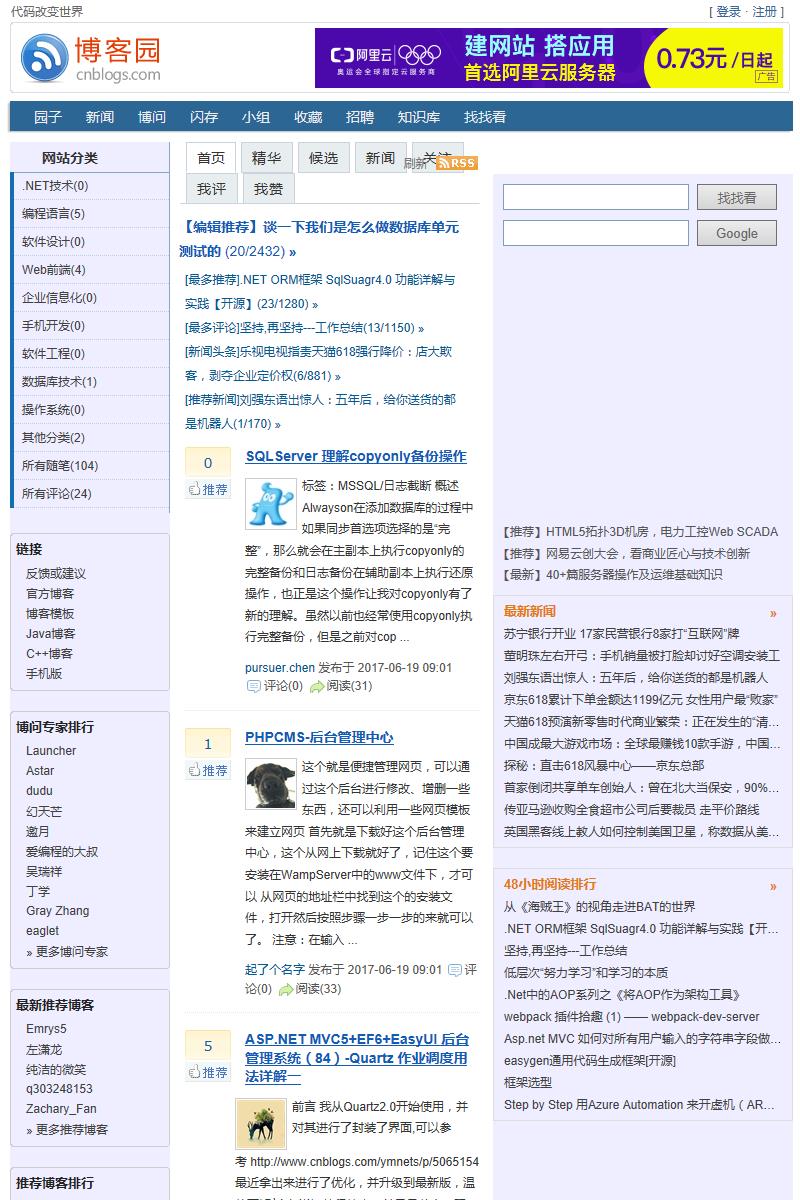 代码改变世界
[ 登录 · 注册 ]
博客园
cnblogs.com
阿里云
奥运会全球指定云服务商
建网站 搭应用
首选阿里云服务器
0.73元 /日起
广告
园子 新闻 博问 闪存 小组 收藏 招聘 知识库 找找看
网站分类
.NET技术(0)
编程语言(5)
软件设计(0)
Web前端(4)
企业信息化(0)
手机开发(0)
软件工程(0)
数据库技术(1)
操作系统(0)
其他分类(2)
所有随笔(104)
所有评论(24)
链接
反馈或建议
官方博客
博客模板
Java博客
C++博客
手机版
博问专家排行
Launcher
Astar
dudu
幻天芒
邀月
爱编程的大叔
吴瑞祥
丁学
Gray Zhang
eaglet
» 更多博问专家
最新推荐博客
Emrys5
左潇龙
纯洁的微笑
q303248153
Zachary_Fan
» 更多推荐博客
推荐博客排行
首页 精华 候选 新闻 关注
刷新 RSS
我评 我赞
【编辑推荐】谈一下我们是怎么做数据库单元
测试的 (20/2432) »
[最多推荐].NET ORM框架 SqlSuagr4.0 功能详解与
实践【开源】(23/1280) »
[最多评论]坚持,再坚持---工作总结(13/1150) »
[新闻头条]乐视电视指责天猫618强行降价：店大欺
客，剥夺企业定价权(6/881) »
[推荐新闻]刘强东语出惊人：五年后，给你送货的都
是机器人(1/170) »
0
推荐
SQLServer 理解copyonly备份操作
标签：MSSQL/日志截断 概述
Alwayson在添加数据库的过程中
如果同步首选项选择的是“完
整”，那么就会在主副本上执行copyonly的
完整备份和日志备份在辅助副本上执行还原
操作，也正是这个操作让我对copyonly有了
新的理解。虽然以前也经常使用copyonly执
行完整备份，但是之前对cop ...
pursuer.chen 发布于 2017-06-19 09:01
评论(0) 阅读(31)
1
推荐
PHPCMS-后台管理中心
这个就是便捷管理网页，可以通
过这个后台进行修改、增删一些
东西，还可以利用一些网页模板
来建立网页 首先就是下载好这个后台管理
中心，这个从网上下载就好了，记住这个要
安装在WampServer中的www文件下，才可
以 从网页的地址栏中找到这个的安装文
件，打开然后按照步骤一步一步的来就可以
了。 注意：在输入 ...
起了个名字 发布于 2017-06-19 09:01 评
论(0) 阅读(33)
5
推荐
ASP.NET MVC5+EF6+EasyUI 后台
管理系统（84）-Quartz 作业调度用
法详解一
前言 我从Quartz2.0开始使用，并
对其进行了封装了界面,可以参
考 http://www.cnblogs.com/ymnets/p/5065154
最近拿出来进行了优化，并升级到最新版，温
找找看
Google
【推荐】HTML5拓扑3D机房，电力工控Web SCADA
【推荐】网易云创大会，看商业匠心与技术创新
【最新】40+篇服务器操作及运维基础知识
最新新闻 »
苏宁银行开业 17家民营银行8家打“互联网”牌
董明珠左右开弓：手机销量被打脸却讨好空调安装工
刘强东语出惊人：五年后，给你送货的都是机器人
京东618累计下单金额达1199亿元 女性用户最“败家”
天猫618预演新零售时代商业繁荣：正在发生的“清…
中国成最大游戏市场：全球最赚钱10款手游，中国…
探秘：直击618风暴中心——京东总部
首家倒闭共享单车创始人：曾在北大当保安，90%…
传亚马逊收购全食超市公司后要裁员 走平价路线
英国黑客线上教人如何控制美国卫星，称数据从美…
48小时阅读排行 »
从《海贼王》的视角走进BAT的世界
.NET ORM框架 SqlSuagr4.0 功能详解与实践【开…
坚持,再坚持---工作总结
低层次“努力学习”和学习的本质
.Net中的AOP系列之《将AOP作为架构工具》
webpack 插件拾趣 (1) —— webpack-dev-server
Asp.net MVC 如何对所有用户输入的字符串字段做…
easygen通用代码生成框架[开源]
框架选型
Step by Step 用Azure Automation 来开虚机（AR…